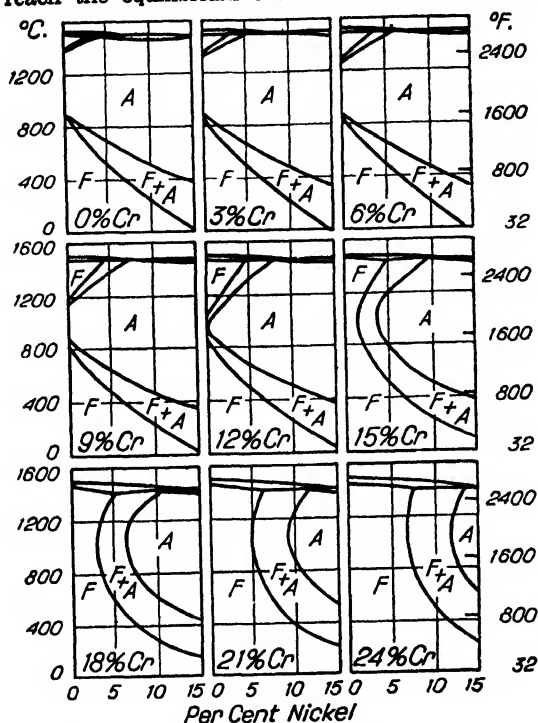 reach the equilibrium
°C. °F.
1200 A A A 2400
800 1600
400 F F+A F F+A F F+A 800
0 0%Cr 3%Cr 6%Cr 32
1600
1200 F F F 2400
A A A
800 1600
400 F F+A F F+A F F+A 800
0 9%Cr 12%Cr 15%Cr 32
1600
1200 A A A 2400
800 F F+A F F+A F F+A 1600
400 800
0 18%Cr 21%Cr 24%Cr 32
0 5 10 15 0 5 10 15 0 5 10 15
Per Cent Nickel